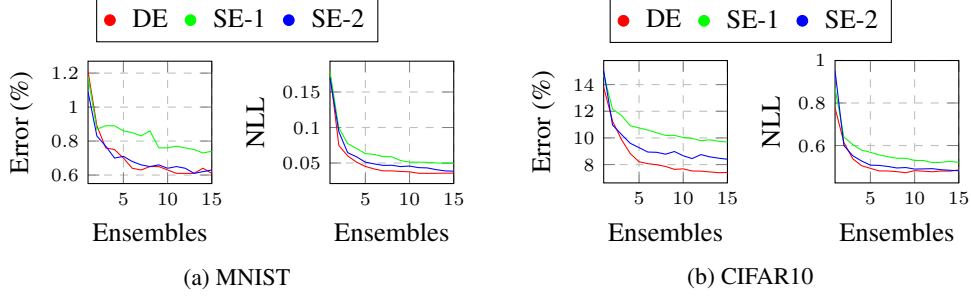 DE SE-1 SE-2
DE SE-1 SE-2
Error (%)
1.2
1
0.8
0.6
5 10 15
Ensembles
NLL
0.15
0.1
0.05
5 10 15
Ensembles
(a) MNIST
Error (%)
14
12
10
8
5 10 15
Ensembles
NLL
1
0.8
0.6
5 10 15
Ensembles
(b) CIFAR10